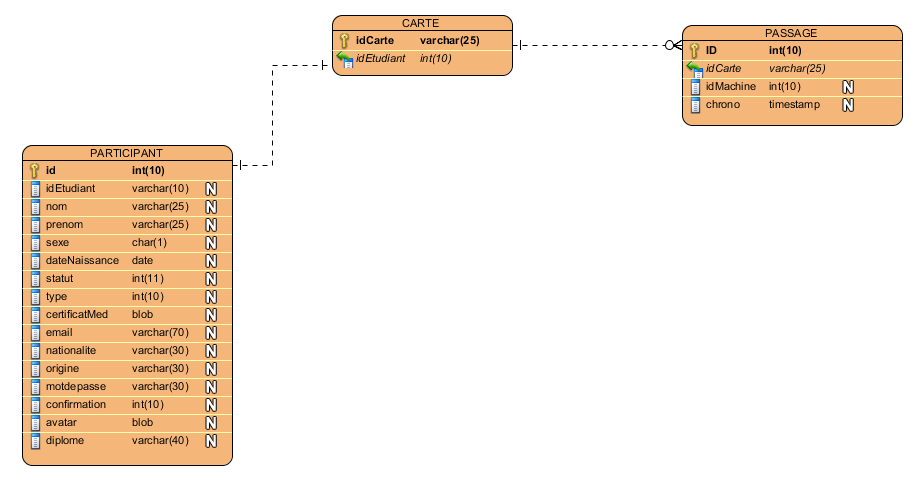 CARTE
idCarte varchar(25)
idEtudiant int(10)
PASSAGE
ID int(10)
idCarte varchar(25)
idMachine int(10) N
chrono timestamp N
PARTICIPANT
id int(10)
idEtudiant varchar(10) N
nom varchar(25) N
prenom varchar(25) N
sexe char(1) N
dateNaissance date N
statut int(11) N
type int(10) N
certificatMed blob N
email varchar(70) N
nationalite varchar(30) N
origine varchar(30) N
motdepasse varchar(30) N
confirmation int(10) N
avatar blob N
diplome varchar(40) N